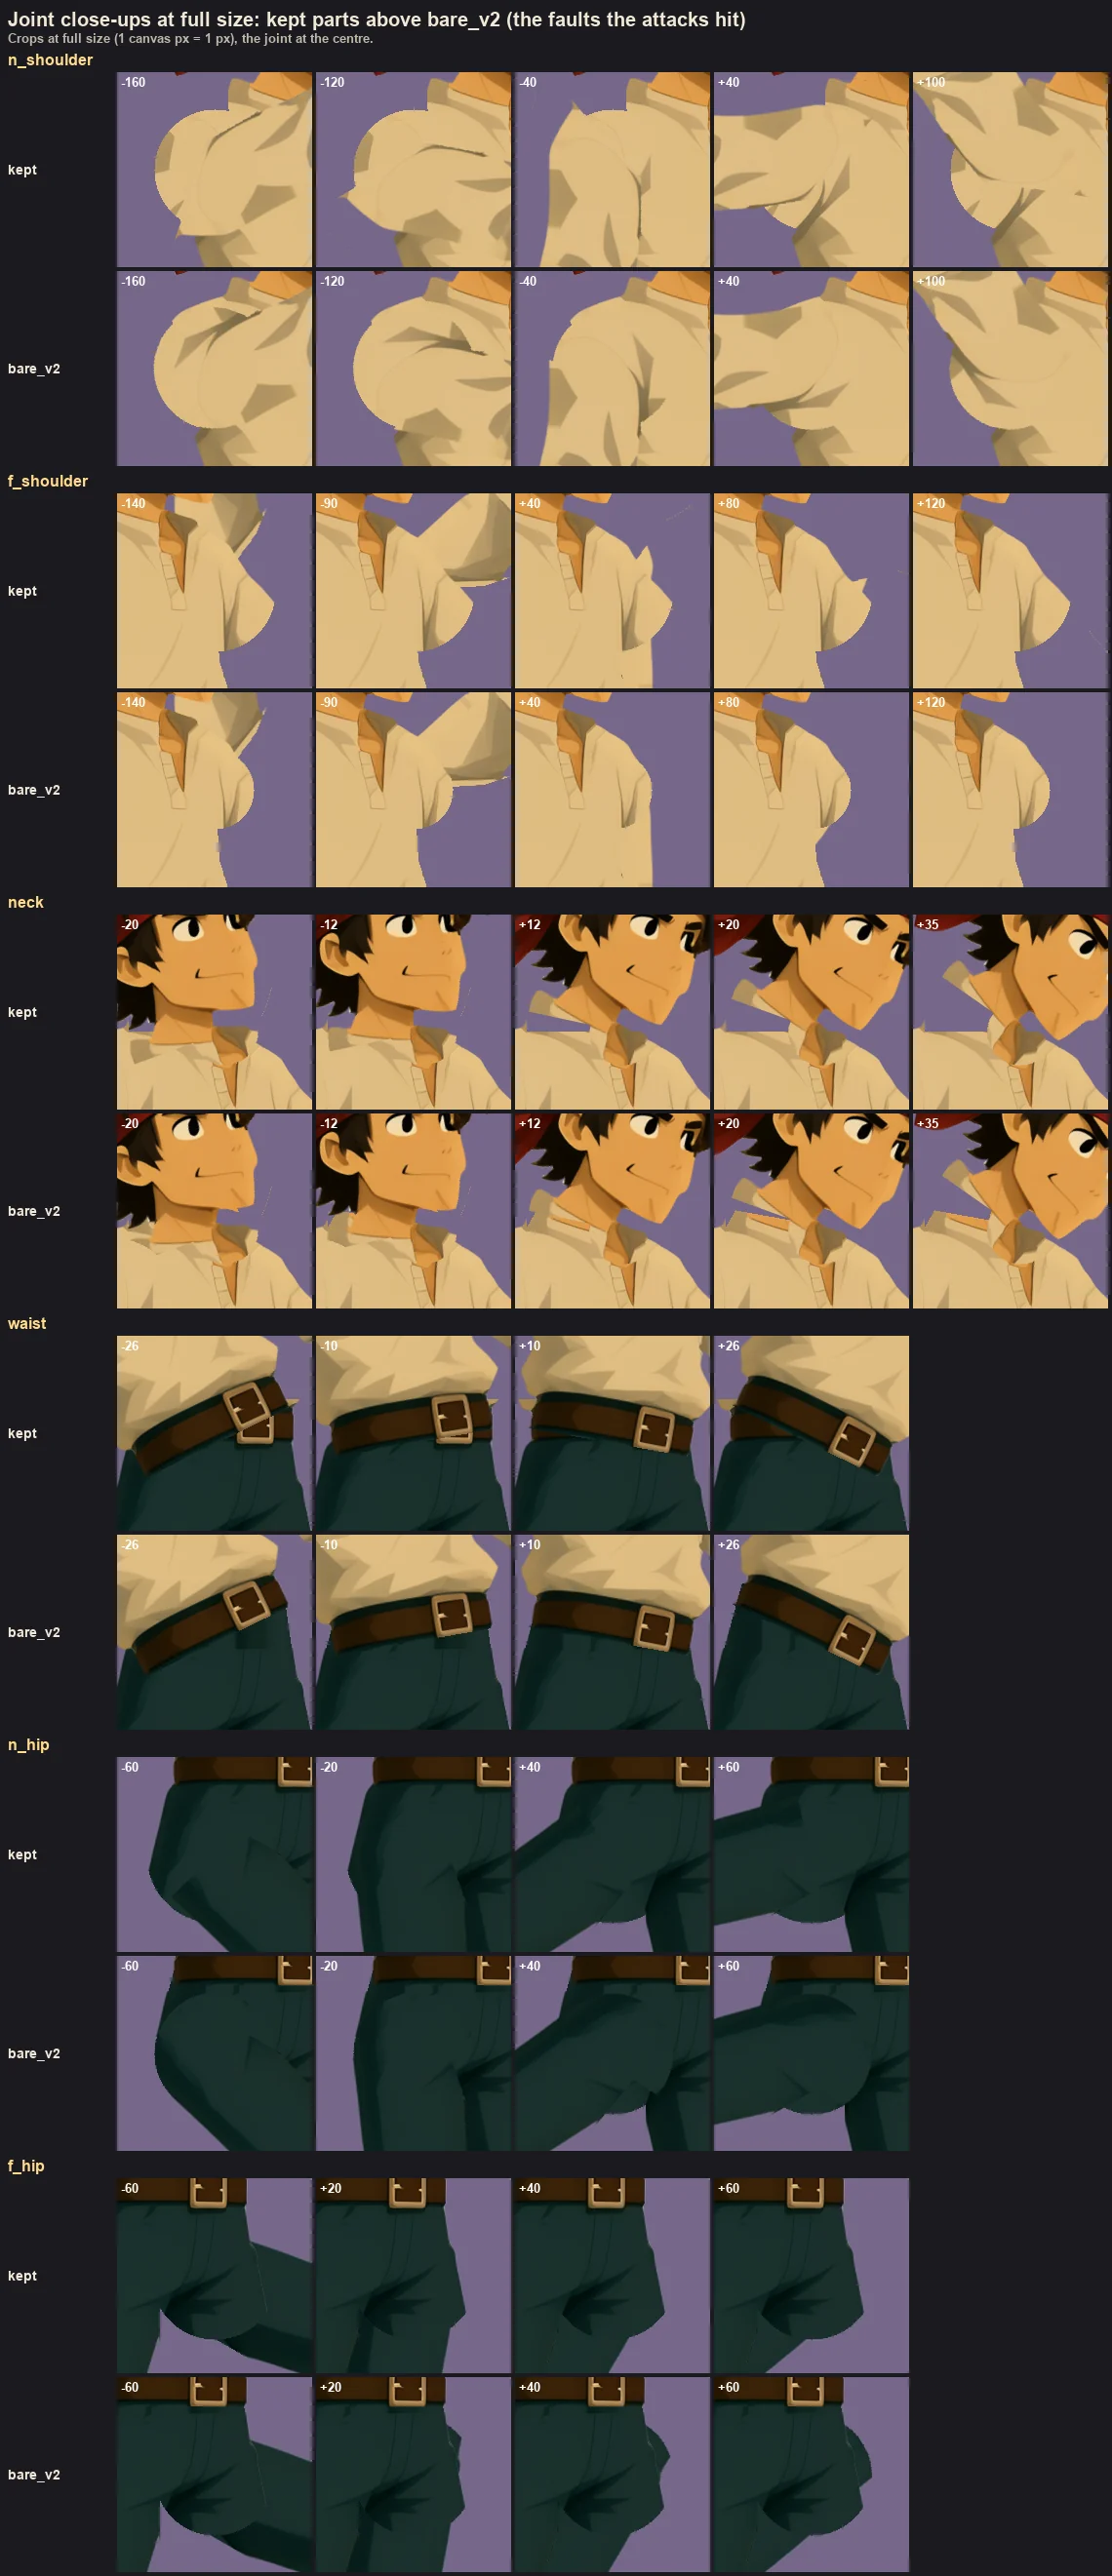 Joint close-ups at full size: kept parts above bare_v2 (the faults the attacks hit)
Crops at full size (1 canvas px = 1 px), the joint at the centre.
n_shoulder
kept
-160 -120 -40 +40 +100
bare_v2
-160 -120 -40 +40 +100
f_shoulder
kept
-140 -90 +40 +80 +120
bare_v2
-140 -90 +40 +80 +120
neck
kept
-20 -12 +12 +20 +35
bare_v2
-20 -12 +12 +20 +35
waist
kept
-26 -10 +10 +26
bare_v2
-26 -10 +10 +26
n_hip
kept
-60 -20 +40 +60
bare_v2
-60 -20 +40 +60
f_hip
kept
-60 +20 +40 +60
bare_v2
-60 +20 +40 +60